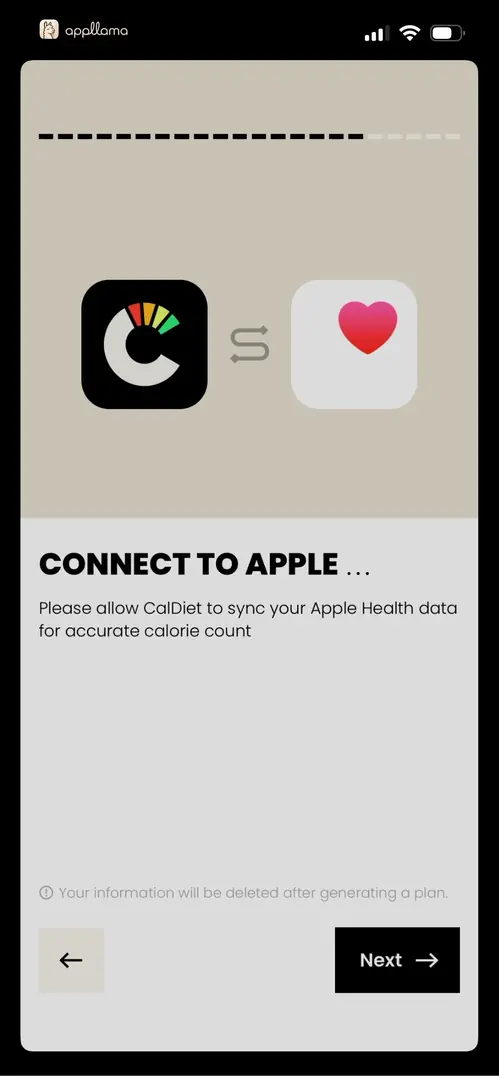 appllama
CONNECT TO APPLE ...
Please allow CalDiet to sync your Apple Health data
for accurate calorie count
Your information will be deleted after generating a plan.
Next